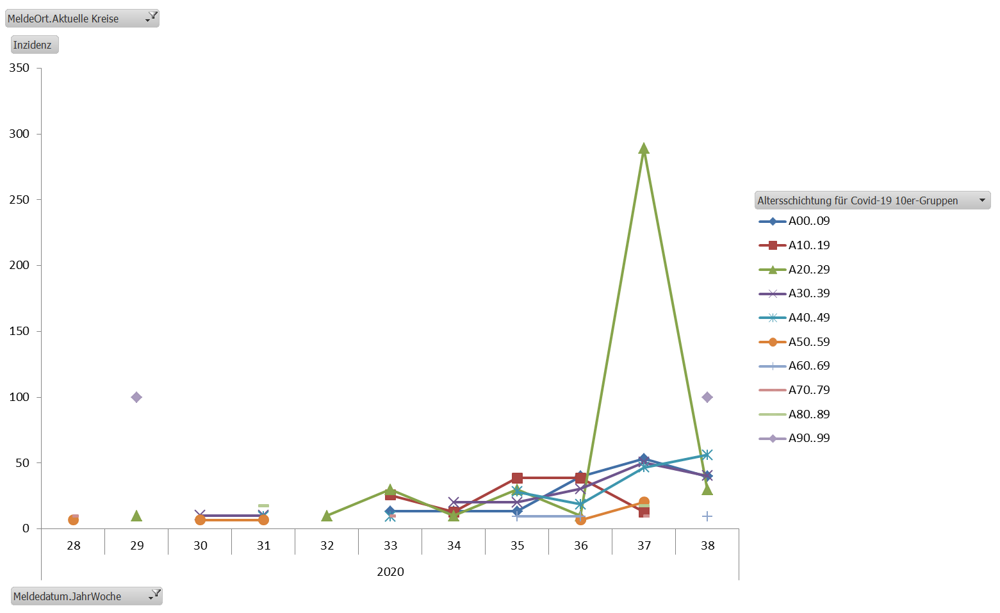 MeldeOrt.Aktuelle Kreise
Inzidenz
350
300
250
200
150
100
50
0
28 29 30 31 32 33 34 35 36 37 38
2020
Meldedatum.JahrWoche
Altersschichtung für Covid-19 10er-Gruppen
A00..09
A10..19
A20..29
A30..39
A40..49
A50..59
A60..69
A70..79
A80..89
A90..99